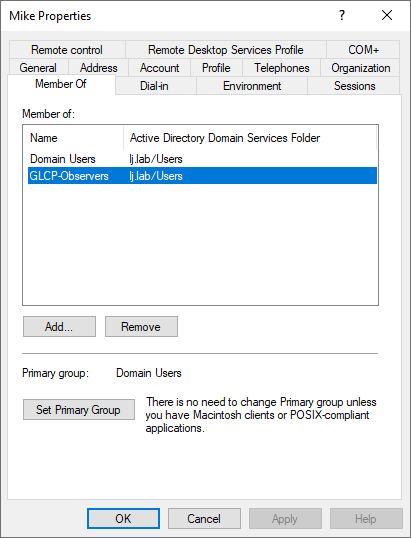 Mike Properties
Remote control Remote Desktop Services Profile COM+
General Address Account Profile Telephones Organization
Member Of Dial-in Environment Sessions
Member of:
Name Active Directory Domain Services Folder
Domain Users lj.lab/Users
GLCP-Observers lj.lab/Users
Add... Remove
Primary group: Domain Users
Set Primary Group There is no need to change Primary group unless
you have Macintosh clients or POSIX-compliant
applications.
OK Cancel Apply Help